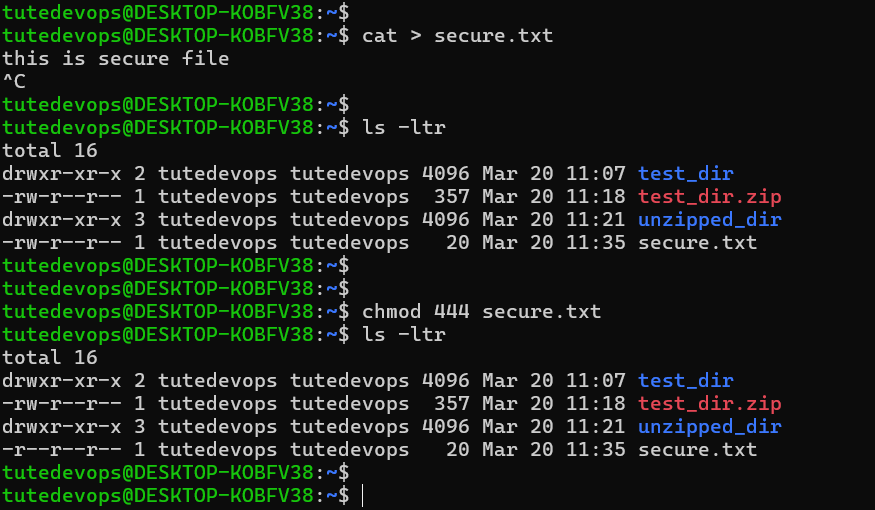 tutedevops@DESKTOP-KOBFV38:~$
tutedevops@DESKTOP-KOBFV38:~$ cat > secure.txt
this is secure file
^C
tutedevops@DESKTOP-KOBFV38:~$
tutedevops@DESKTOP-KOBFV38:~$ ls -ltr
total 16
drwxr-xr-x 2 tutedevops tutedevops 4096 Mar 20 11:07 test_dir
-rw-r--r-- 1 tutedevops tutedevops  357 Mar 20 11:18 test_dir.zip
drwxr-xr-x 3 tutedevops tutedevops 4096 Mar 20 11:21 unzipped_dir
-rw-r--r-- 1 tutedevops tutedevops   20 Mar 20 11:35 secure.txt
tutedevops@DESKTOP-KOBFV38:~$
tutedevops@DESKTOP-KOBFV38:~$
tutedevops@DESKTOP-KOBFV38:~$ chmod 444 secure.txt
tutedevops@DESKTOP-KOBFV38:~$ ls -ltr
total 16
drwxr-xr-x 2 tutedevops tutedevops 4096 Mar 20 11:07 test_dir
-rw-r--r-- 1 tutedevops tutedevops  357 Mar 20 11:18 test_dir.zip
drwxr-xr-x 3 tutedevops tutedevops 4096 Mar 20 11:21 unzipped_dir
-r--r--r-- 1 tutedevops tutedevops   20 Mar 20 11:35 secure.txt
tutedevops@DESKTOP-KOBFV38:~$
tutedevops@DESKTOP-KOBFV38:~$